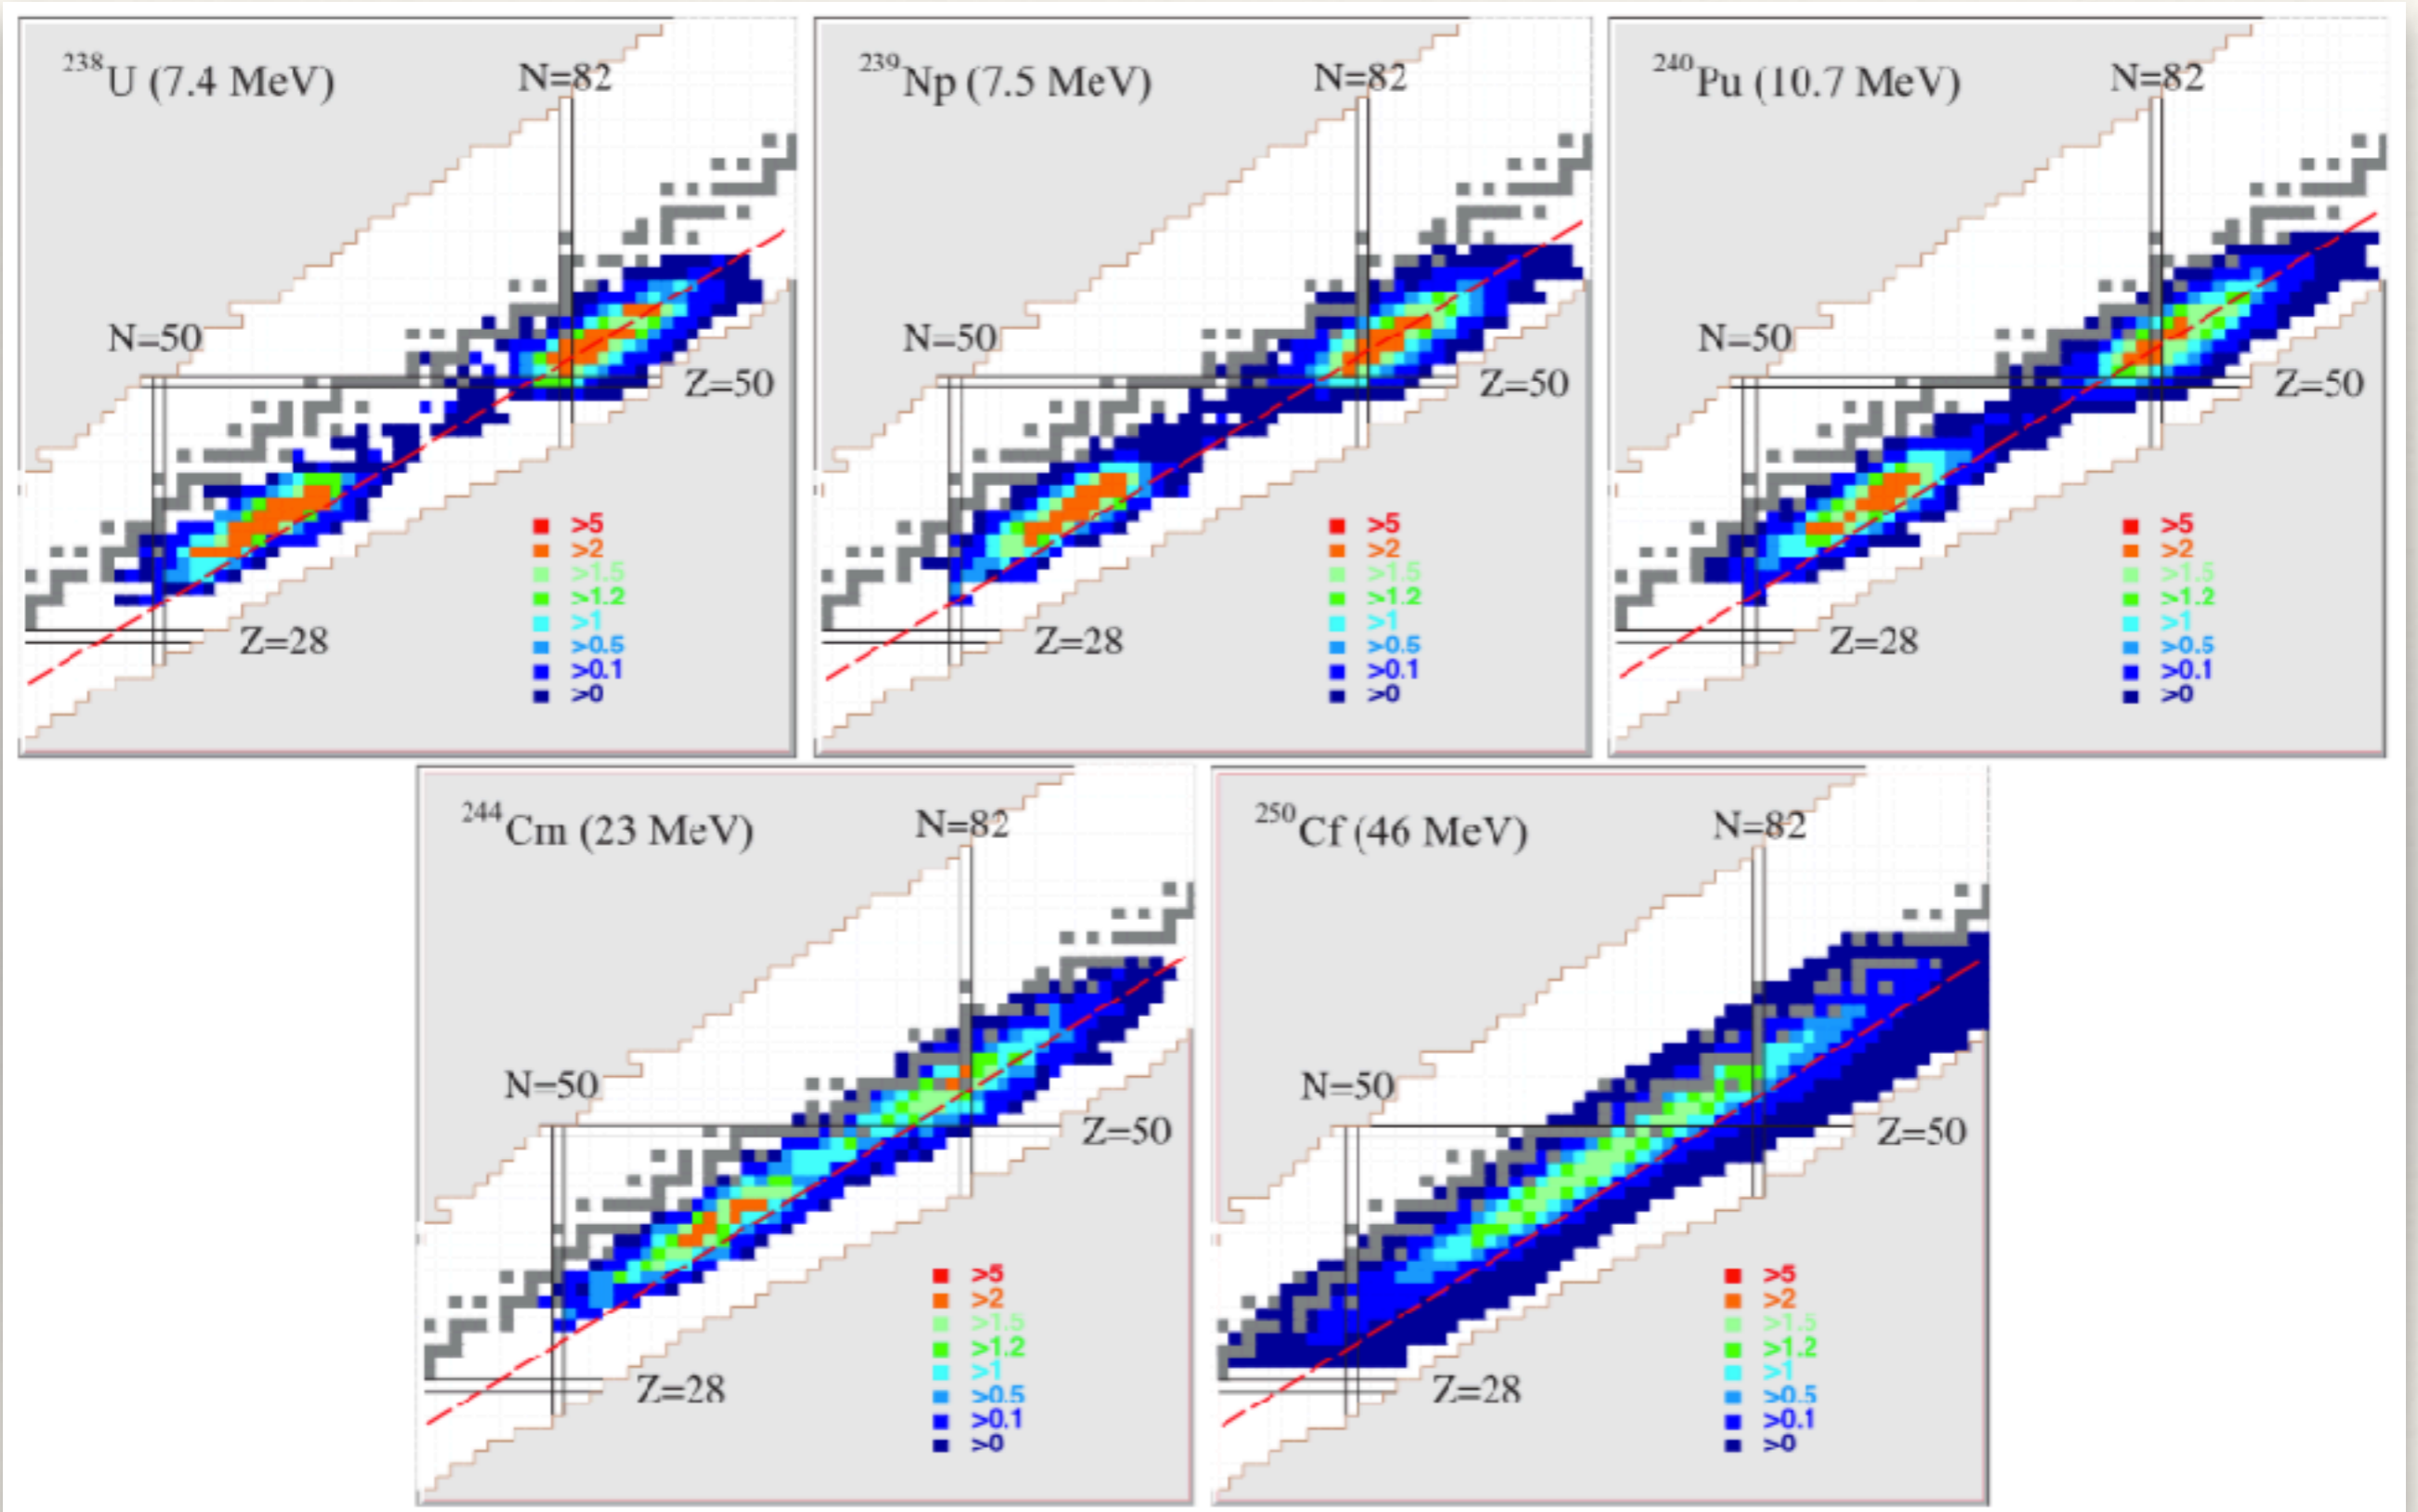 238U (7.4 MeV)
N=82
N=50
Z=50
Z=28
>5
>2
>1.5
>1.2
>1
>0.5
>0.1
>0
239Np (7.5 MeV)
N=82
N=50
Z=50
Z=28
>5
>2
>1.5
>1.2
>1
>0.5
>0.1
>0
240Pu (10.7 MeV)
N=82
N=50
Z=50
Z=28
>5
>2
>1.5
>1.2
>1
>0.5
>0.1
>0
244Cm (23 MeV)
N=82
N=50
Z=50
Z=28
>5
>2
>1.5
>1.2
>1
>0.5
>0.1
>0
250Cf (46 MeV)
N=82
N=50
Z=50
Z=28
>5
>2
>1.5
>1.2
>1
>0.5
>0.1
>0